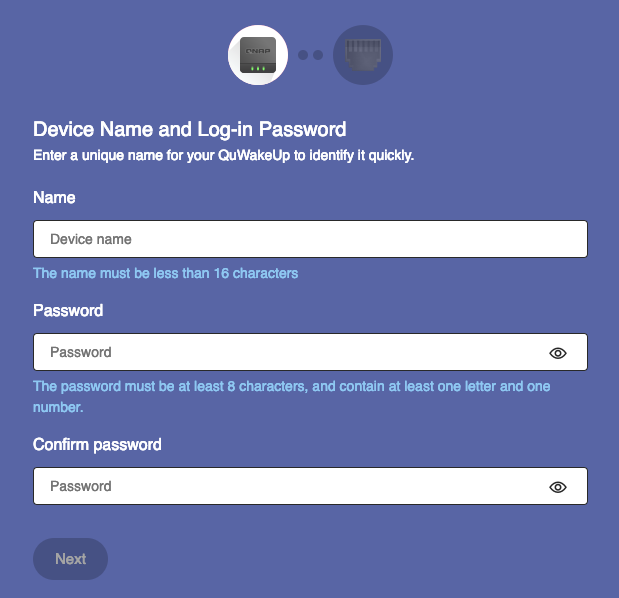 QNAP
Device Name and Log-in Password
Enter a unique name for your QuWakeUp to identify it quickly.
Name
Device name
The name must be less than 16 characters
Password
Password
The password must be at least 8 characters, and contain at least one letter and one
number.
Confirm password
Password
Next